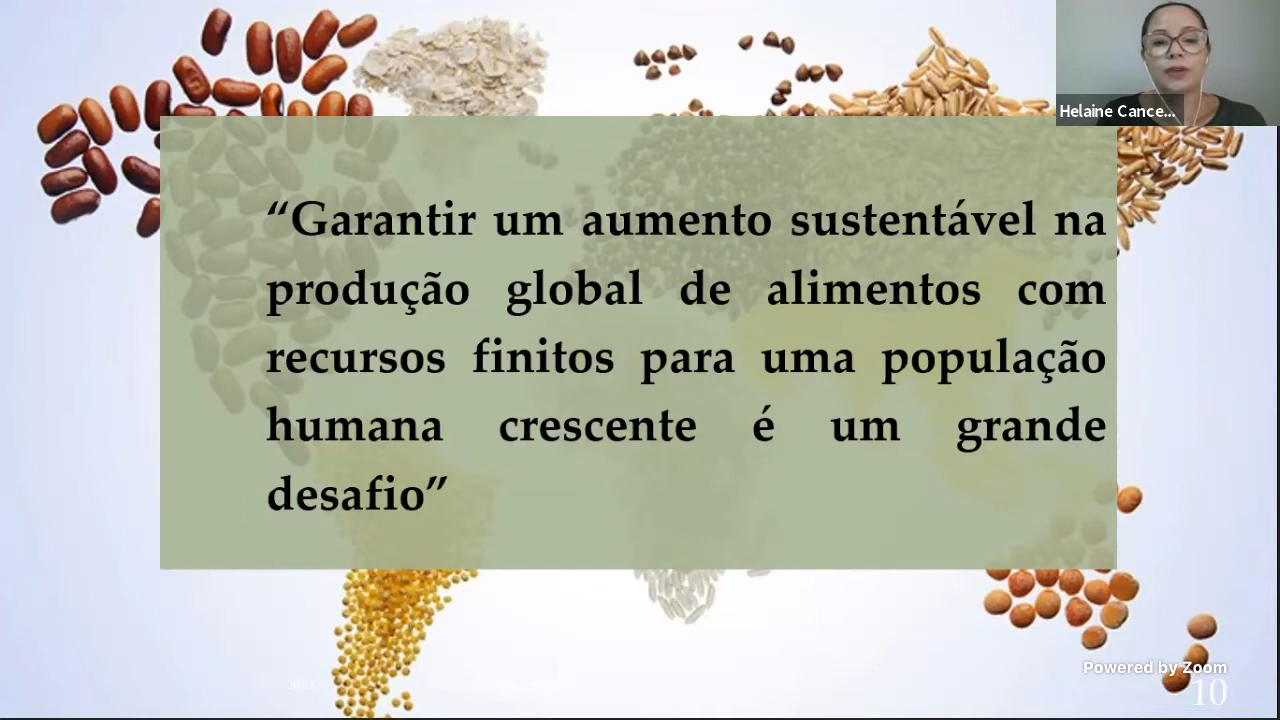 Helaine Cance...
“Garantir um aumento sustentável na
produção global de alimentos com
recursos finitos para uma população
humana crescente é um grande
desafio”
Powered by Zoom
20XX
10